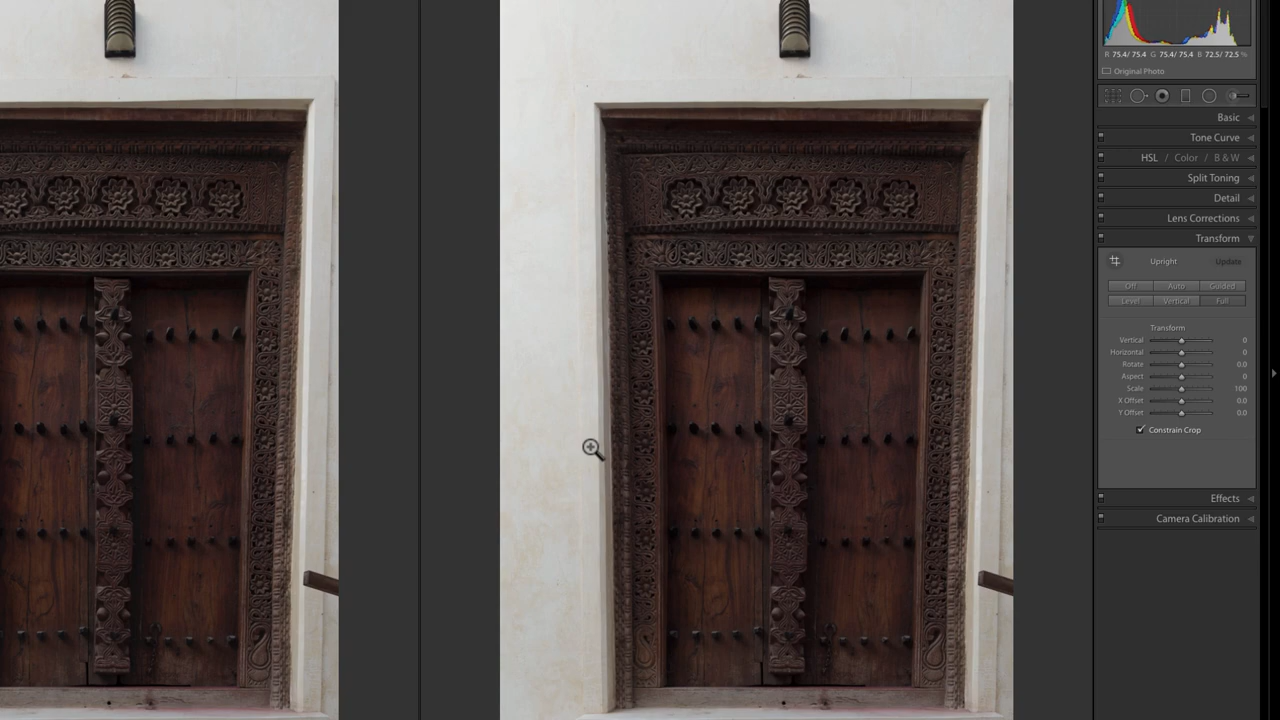 R 75.4/ 75.4 G 75.4/ 75.4 B 72.5/ 72.5 %
Original Photo
Basic
Tone Curve
HSL / Color / B & W
Split Toning
Detail
Lens Corrections
Transform
Upright Update
Off Auto Guided
Level Vertical Full
Transform
Vertical 0
Horizontal 0
Rotate 0.0
Aspect 0
Scale 100
X Offset 0.0
Y Offset 0.0
Constrain Crop
Effects
Camera Calibration